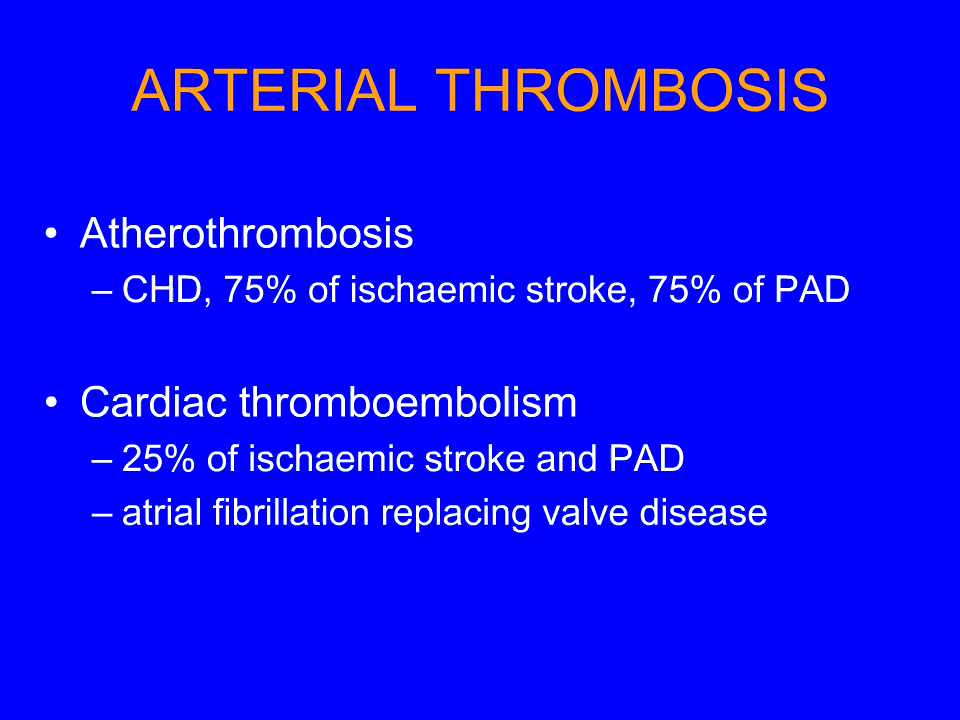 ARTERIAL THROMBOSIS
• Atherothrombosis
– CHD, 75% of ischaemic stroke, 75% of PAD
• Cardiac thromboembolism
– 25% of ischaemic stroke and PAD
– atrial fibrillation replacing valve disease